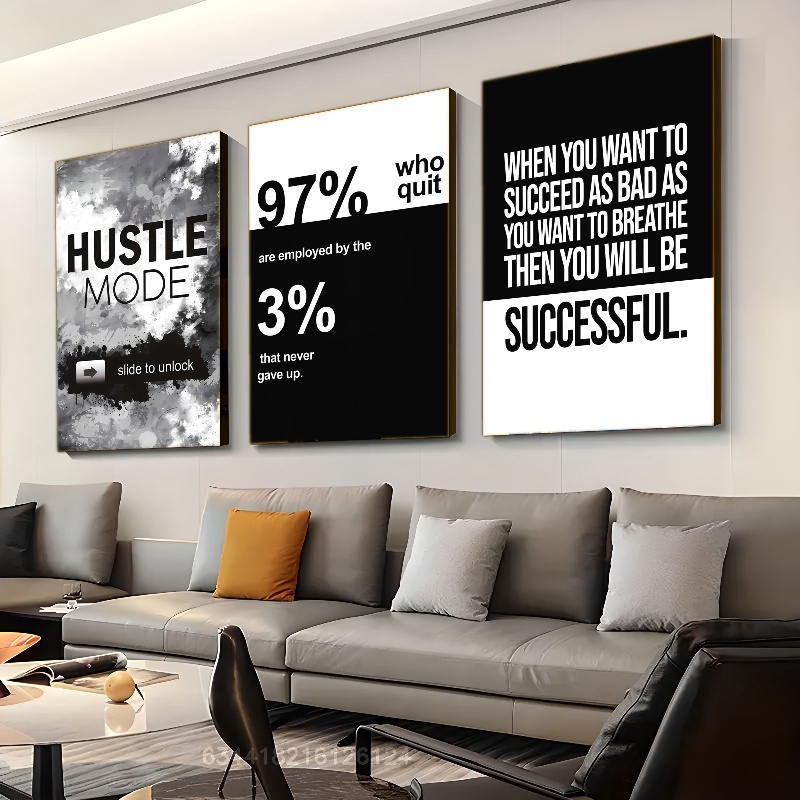 HUSTLE
MODE
slide to unlock
97% who
quit
are employed by the
3%
that never
gave up.
WHEN YOU WANT TO
SUCCEED AS BAD AS
YOU WANT TO BREATHE
THEN YOU WILL BE
SUCCESSFUL.